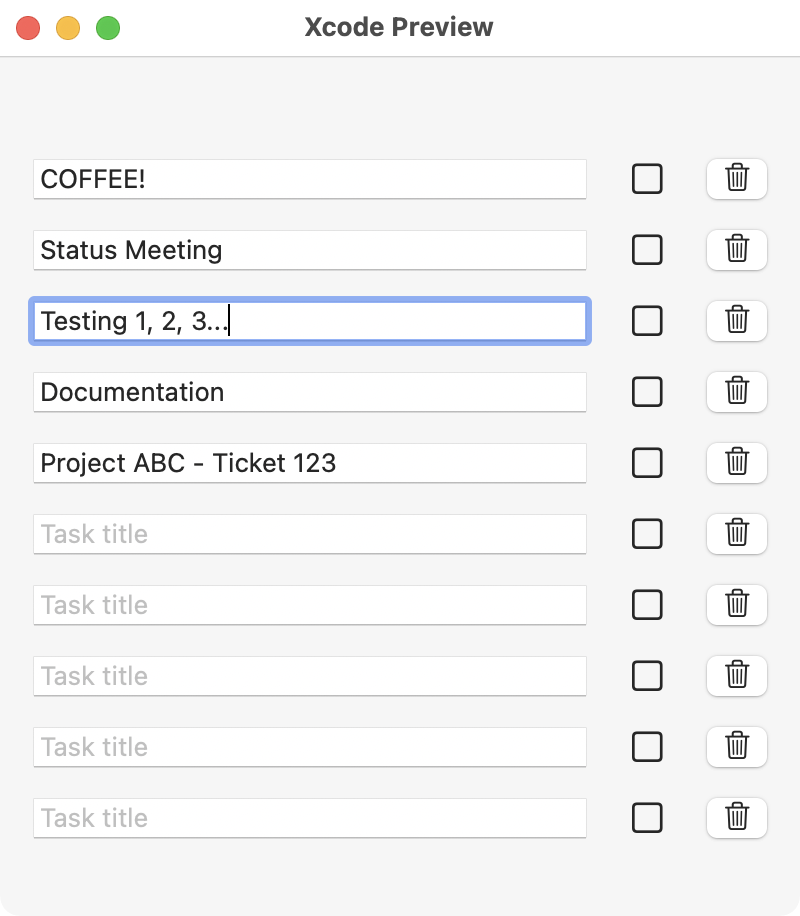 Xcode Preview
COFFEE!
Status Meeting
Testing 1, 2, 3...
Documentation
Project ABC - Ticket 123
Task title
Task title
Task title
Task title
Task title